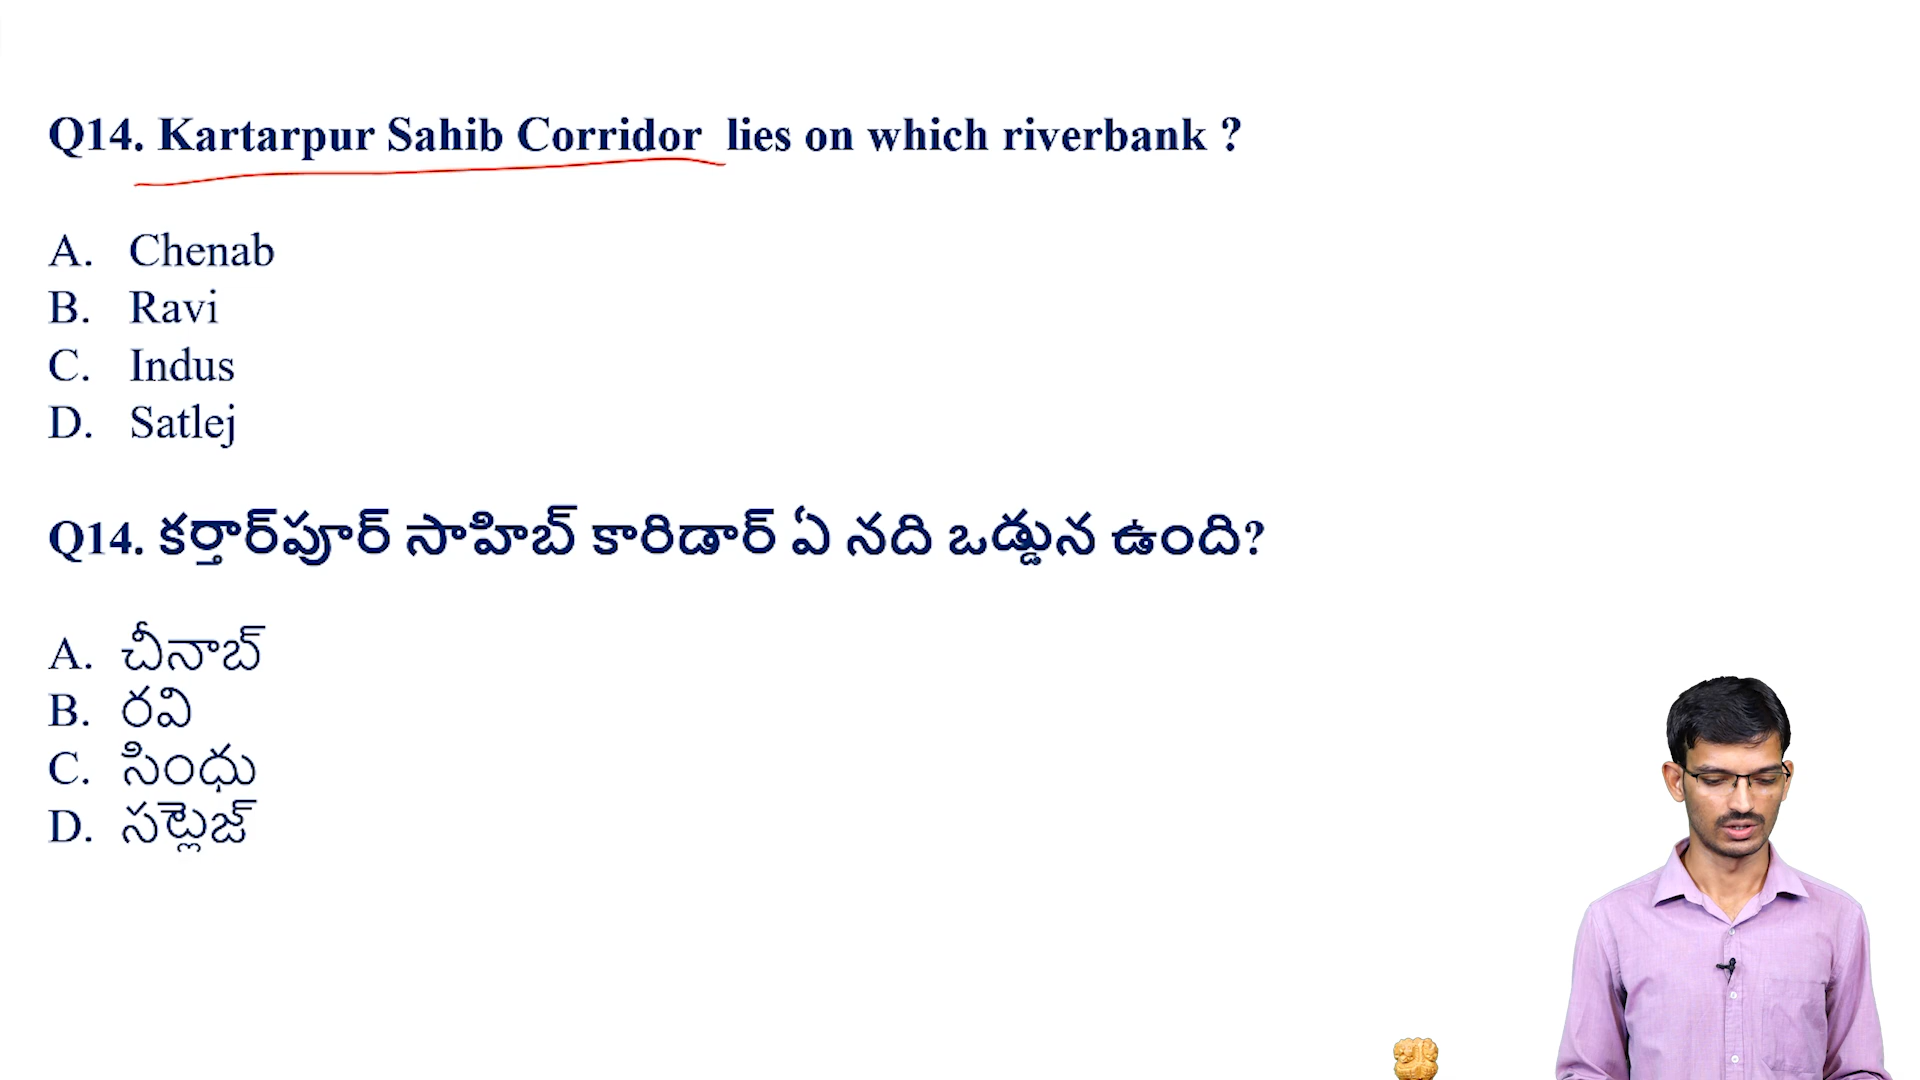 Q14. Kartarpur Sahib Corridor lies on which riverbank ?
A. Chenab
B. Ravi
C. Indus
D. Satlej
Q14. కర్తార్‌పూర్ సాహిబ్ కారిడార్ ఏ నది ఒడ్డున ఉంది?
A. చీనాబ్
B. రవి
C. సింధు
D. సట్లెజ్